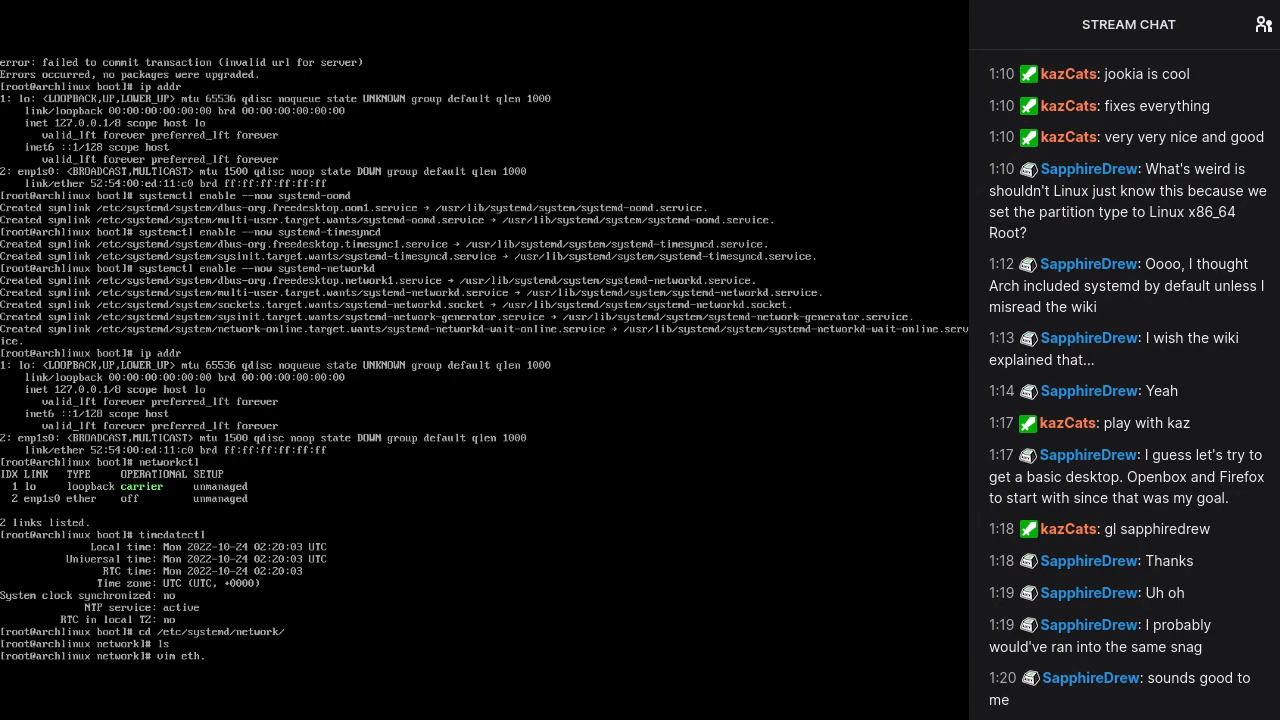 error: failed to commit transaction (invalid url for server)
Errors occurred, no packages were upgraded.
[root@archlinux boot]# ip addr
1: lo: <LOOPBACK,UP,LOWER_UP> mtu 65536 qdisc noqueue state UNKNOWN group default qlen 1000
    link/loopback 00:00:00:00:00:00 brd 00:00:00:00:00:00
    inet 127.0.0.1/8 scope host lo
       valid_lft forever preferred_lft forever
    inet6 ::1/128 scope host
       valid_lft forever preferred_lft forever
2: enp1s0: <BROADCAST,MULTICAST> mtu 1500 qdisc noop state DOWN group default qlen 1000
    link/ether 52:54:00:ed:11:c0 brd ff:ff:ff:ff:ff:ff
[root@archlinux boot]# systemctl enable --now systemd-oomd
Created symlink /etc/systemd/system/dbus-org.freedesktop.oom1.service → /usr/lib/systemd/system/systemd-oomd.service.
Created symlink /etc/systemd/system/multi-user.target.wants/systemd-oomd.service → /usr/lib/systemd/system/systemd-oomd.service.
[root@archlinux boot]# systemctl enable --now systemd-timesyncd
Created symlink /etc/systemd/system/dbus-org.freedesktop.timesync1.service → /usr/lib/systemd/system/systemd-timesyncd.service.
Created symlink /etc/systemd/system/sysinit.target.wants/systemd-timesyncd.service → /usr/lib/systemd/system/systemd-timesyncd.service.
[root@archlinux boot]# systemctl enable --now systemd-networkd
Created symlink /etc/systemd/system/dbus-org.freedesktop.network1.service → /usr/lib/systemd/system/systemd-networkd.service.
Created symlink /etc/systemd/system/multi-user.target.wants/systemd-networkd.service → /usr/lib/systemd/system/systemd-networkd.service.
Created symlink /etc/systemd/system/sockets.target.wants/systemd-networkd.socket → /usr/lib/systemd/system/systemd-networkd.socket.
Created symlink /etc/systemd/system/sysinit.target.wants/systemd-network-generator.service → /usr/lib/systemd/system/systemd-network-generator.service.
Created symlink /etc/systemd/system/network-online.target.wants/systemd-networkd-wait-online.service → /usr/lib/systemd/system/systemd-networkd-wait-online.serv
ice.
[root@archlinux boot]# ip addr
1: lo: <LOOPBACK,UP,LOWER_UP> mtu 65536 qdisc noqueue state UNKNOWN group default qlen 1000
    link/loopback 00:00:00:00:00:00 brd 00:00:00:00:00:00
    inet 127.0.0.1/8 scope host lo
       valid_lft forever preferred_lft forever
    inet6 ::1/128 scope host
       valid_lft forever preferred_lft forever
2: enp1s0: <BROADCAST,MULTICAST> mtu 1500 qdisc noop state DOWN group default qlen 1000
    link/ether 52:54:00:ed:11:c0 brd ff:ff:ff:ff:ff:ff
[root@archlinux boot]# networkctl
IDX LINK   TYPE     OPERATIONAL SETUP
  1 lo     loopback carrier     unmanaged
  2 enp1s0 ether    off         unmanaged

2 links listed.
[root@archlinux boot]# timedatectl
               Local time: Mon 2022-10-24 02:20:03 UTC
           Universal time: Mon 2022-10-24 02:20:03 UTC
                 RTC time: Mon 2022-10-24 02:20:03
                Time zone: UTC (UTC, +0000)
System clock synchronized: no
              NTP service: active
          RTC in local TZ: no
[root@archlinux boot]# cd /etc/systemd/network/
[root@archlinux network]# ls
[root@archlinux network]# vim eth.
STREAM CHAT
1:10 kazCats: jookia is cool
1:10 kazCats: fixes everything
1:10 kazCats: very very nice and good
1:10 SapphireDrew: What's weird is
shouldn't Linux just know this because we
set the partition type to Linux x86_64
Root?
1:12 SapphireDrew: Oooo, I thought
Arch included systemd by default unless I
misread the wiki
1:13 SapphireDrew: I wish the wiki
explained that...
1:14 SapphireDrew: Yeah
1:17 kazCats: play with kaz
1:17 SapphireDrew: I guess let's try to
get a basic desktop. Openbox and Firefox
to start with since that was my goal.
1:18 kazCats: gl sapphiredrew
1:18 SapphireDrew: Thanks
1:19 SapphireDrew: Uh oh
1:19 SapphireDrew: I probably
would've ran into the same snag
1:20 SapphireDrew: sounds good to
me